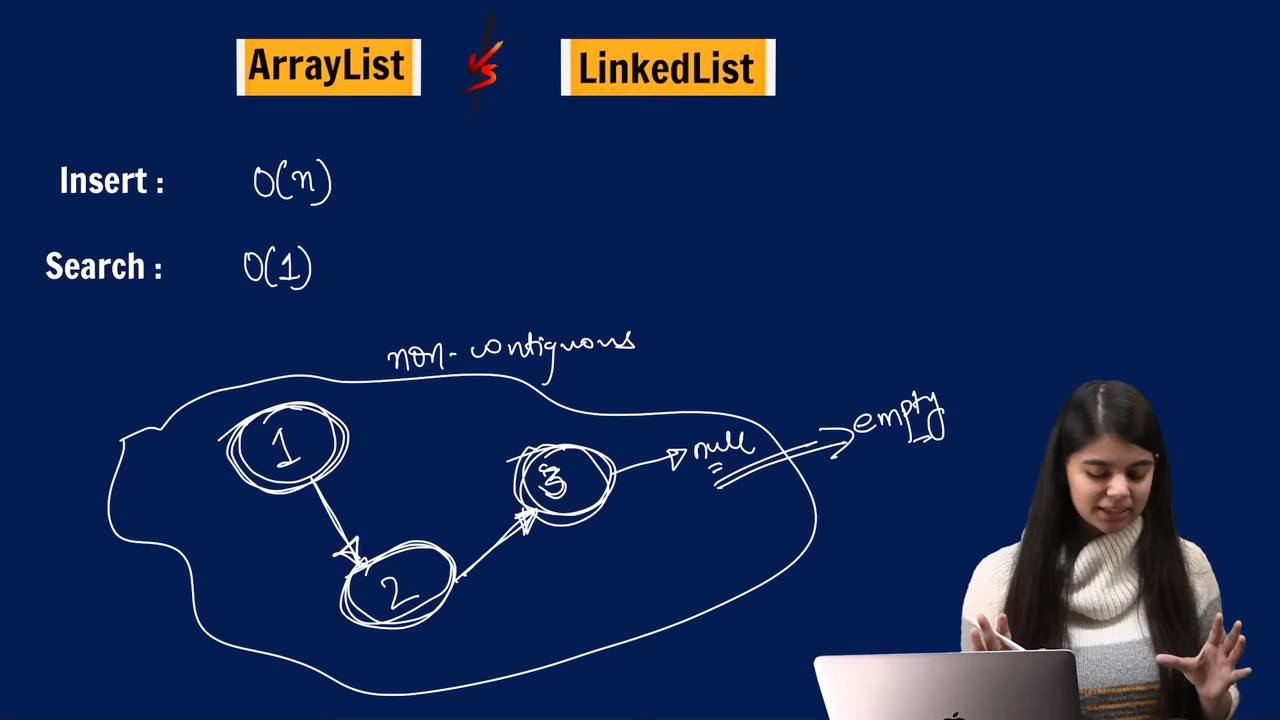 ArrayList VS LinkedList
Insert : O(n)
Search : O(1)
non-contiguous
empty
1
null
3
2